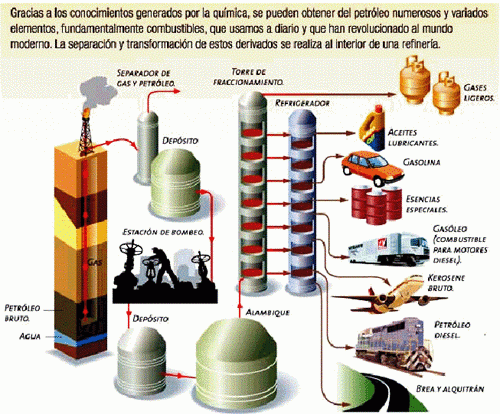 Gracias a los conocimientos generados por la química, se pueden obtener del petróleo numerosos y variados
elementos, fundamentalmente combustibles, que usamos a diario y que han revolucionado al mundo
moderno. La separación y transformación de estos derivados se realiza al interior de una refinería.
SEPARADOR
DE GAS Y PETRÓLEO.
TORRE DE
FRACCIONAMIENTO.
GASES
LIGEROS.
REFRIGERADOR
DEPÓSITO
ACEITES
LUBRICANTES.
GASOLINA
ESENCIAS
ESPECIALES.
ESTACIÓN DE BOMBEO.
GASÓLEO
(COMBUSTIBLE
PARA MOTORES
DIESEL).
GAS
KEROSENE
BRUTO.
PETRÓLEO
BRUTO.
DEPÓSITO
ALAMBIQUE
AGUA
PETRÓLEO
DIESEL.
BREA Y ALQUITRÁN